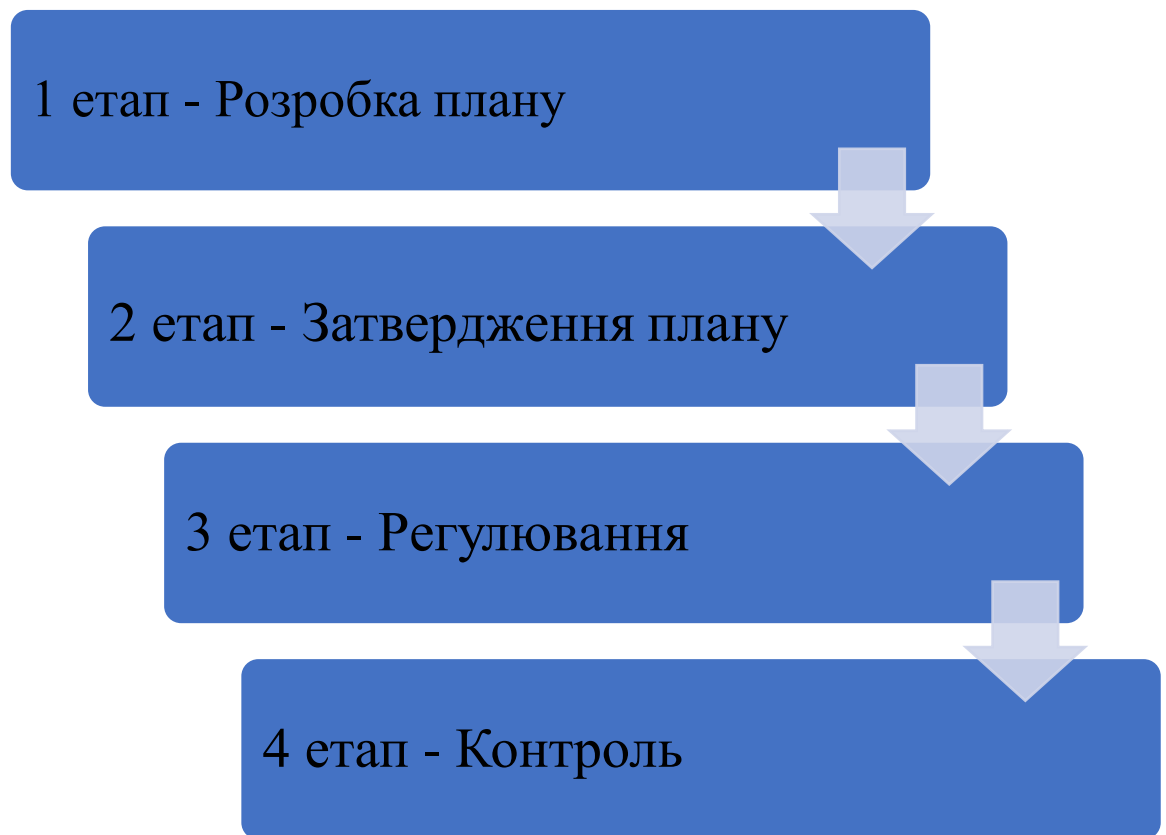 1 етап - Розробка плану
2 етап - Затвердження плану
3 етап - Регулювання
4 етап - Контроль